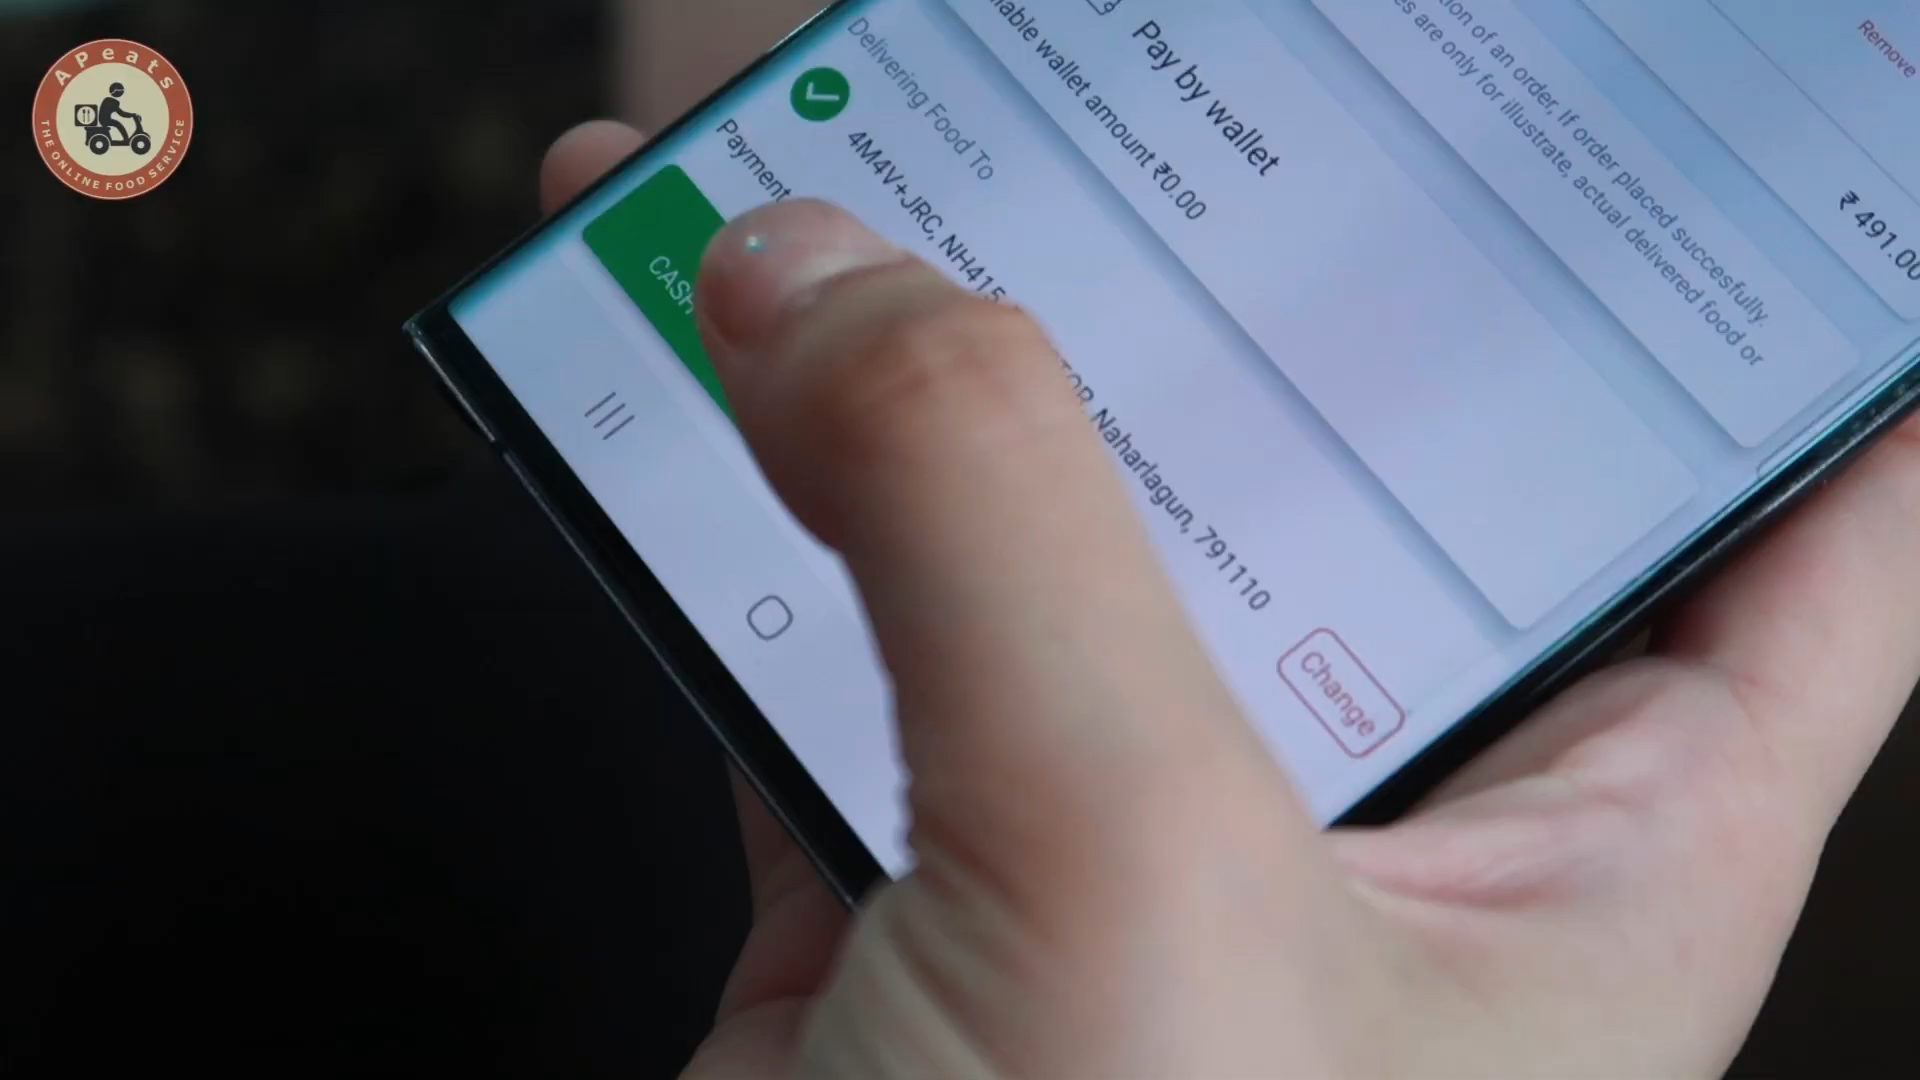 APeats
THE ONLINE FOOD SERVICE
Remove
₹ 491.00
of an order, If order placed succesfully.
are only for illustrate, actual delivered food or
Pay by wallet
wallet amount ₹0.00
Delivering Food To
4M4V+JRC, NH415, Naharlagun, 791110
Change
Payment
CASH